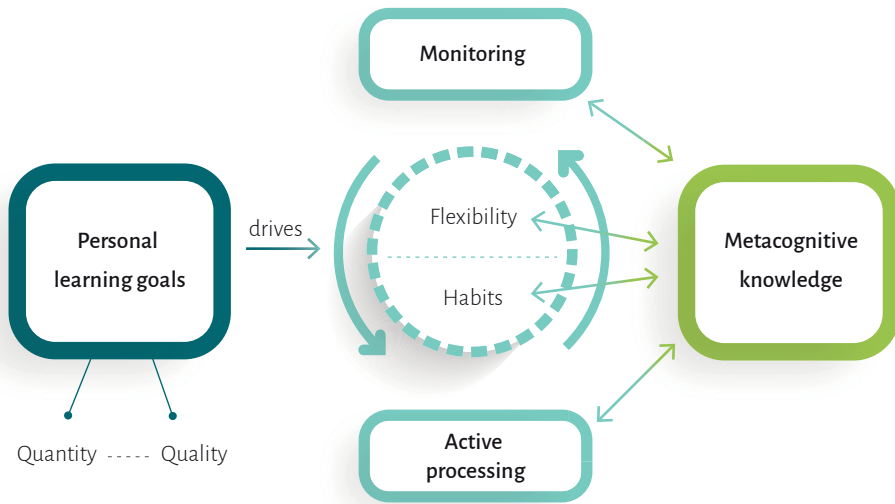 Monitoring
Personal
learning goals
drives
Flexibility
Habits
Metacognitive
knowledge
Quantity
Quality
Active
processing